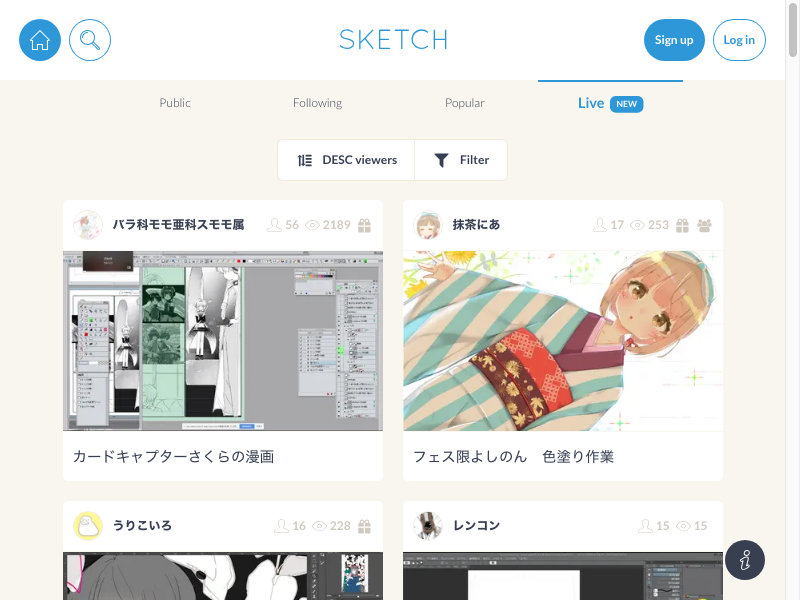 SKETCH
Sign up
Log in
Public
Following
Popular
Live NEW
DESC viewers
Filter
バラ科モモ亜科スモモ属 56 2189
抹茶にあ 17 253
カードキャプターさくらの漫画
フェス限よしのん 色塗り作業
うりこいろ 16 228
レンコン 15 15